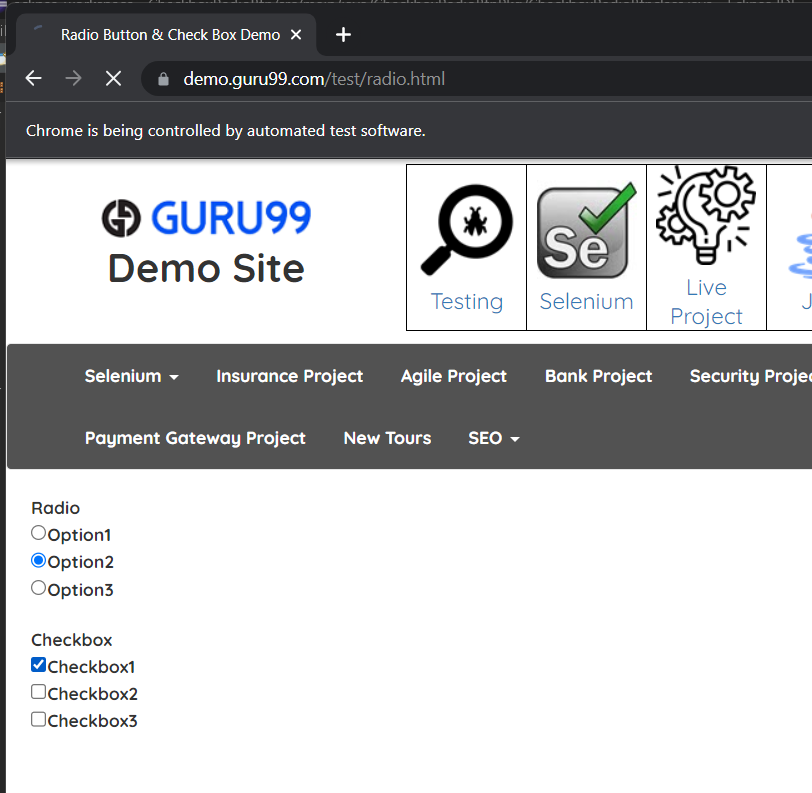 Radio Button & Check Box Demo
demo.guru99.com/test/radio.html
Chrome is being controlled by automated test software.
GURU99
Demo Site
Se
Testing
Selenium
Live
Project
J
Selenium
Insurance Project
Agile Project
Bank Project
Security Projec
Payment Gateway Project
New Tours
SEO
Radio
Option1
Option2
Option3
Checkbox
Checkbox1
Checkbox2
Checkbox3